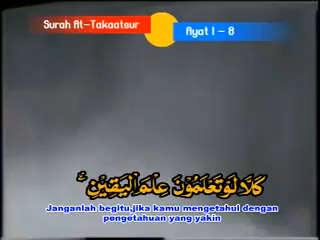 Surah At-Takaatsur
Ayat 1 - 8
كَلَّا لَوْ تَعْلَمُونَ عِلْمَ الْيَقِينِ
Janganlah begitu,jika kamu mengetahui dengan
pengetahuan yang yakin